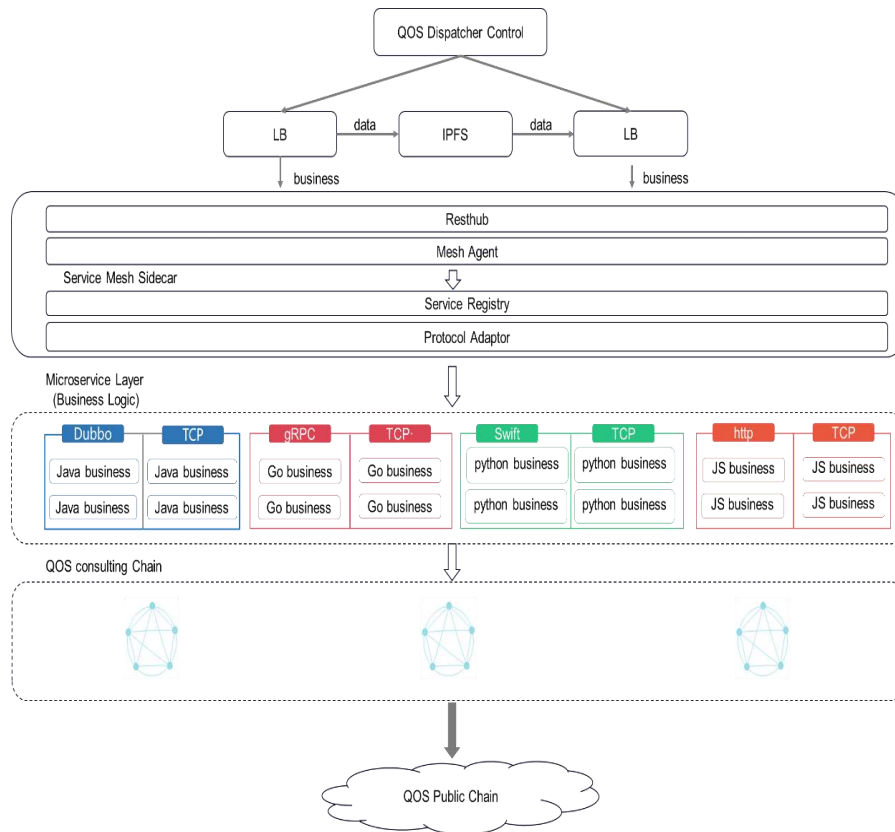 QOS Dispatcher Control
data
data
LB
IPFS
LB
business
business
Resthub
Mesh Agent
Service Mesh Sidecar
Service Registry
Protocol Adaptor
Microservice Layer
(Business Logic)
Dubbo
TCP
gRPC
TCP·
Swift
TCP
http
TCP
Java business
Java business
Go business
Go business
python business
python business
JS business
JS business
Java business
Java business
Go business
Go business
python business
python business
JS business
JS business
QOS consulting Chain
QOS Public Chain